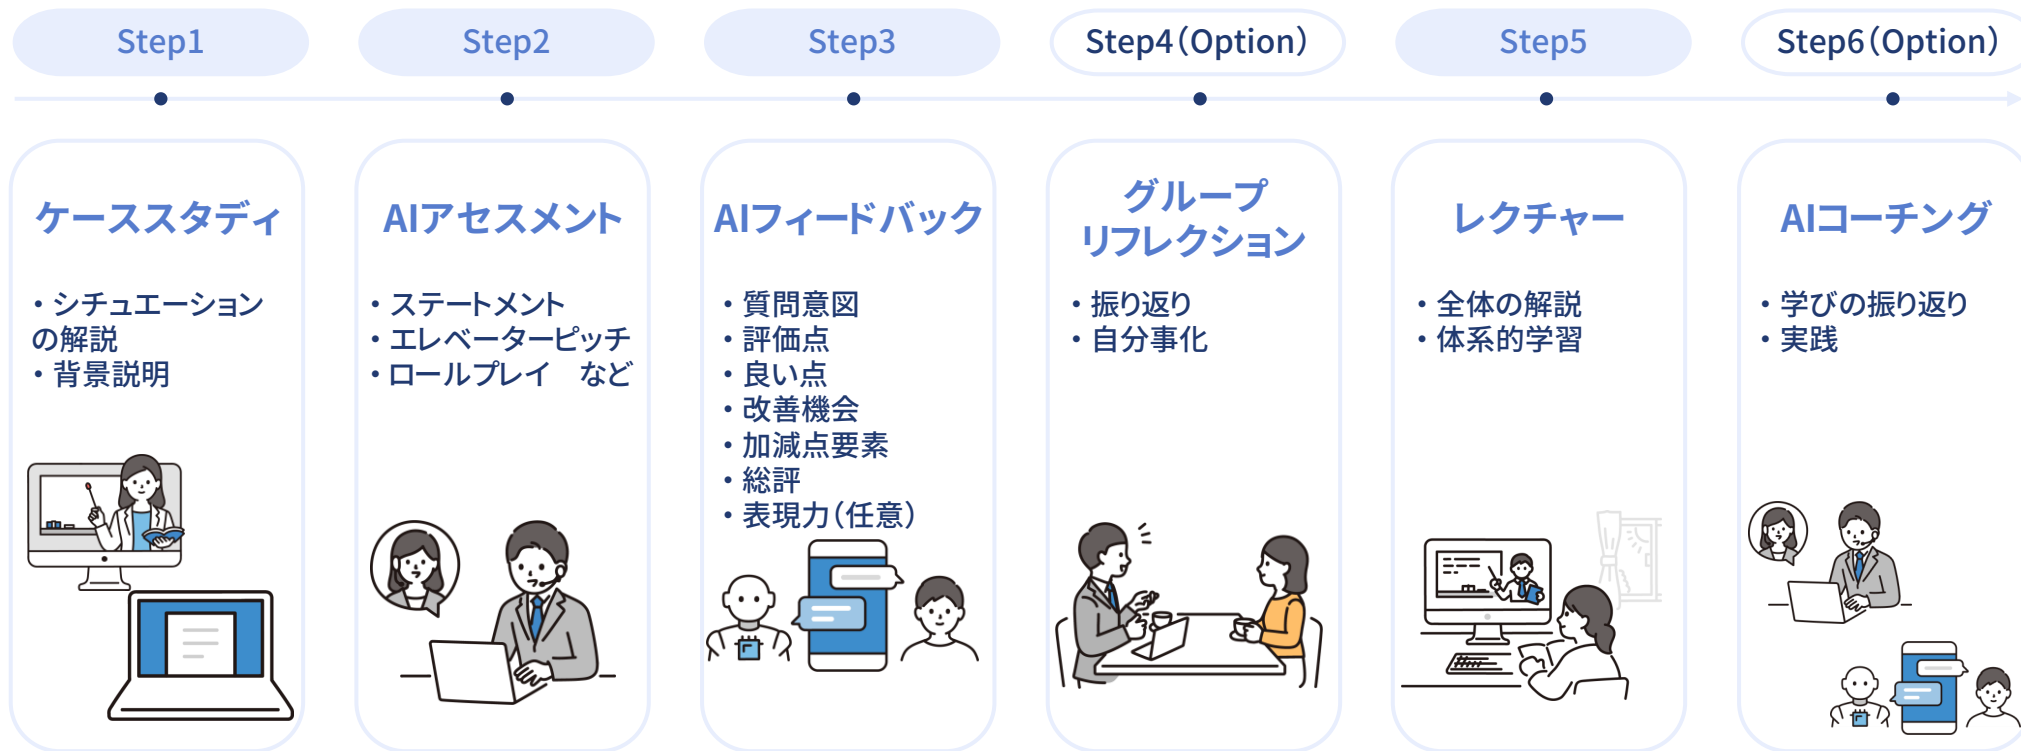 Step1
Step2
Step3
Step4（Option）
Step5
Step6（Option）
ケーススタディ
・シチュエーション
の解説
・背景説明
AIアセスメント
・ステートメント
・エレベーターピッチ
・ロールプレイ　など
AIフィードバック
・質問意図
・評価点
・良い点
・改善機会
・加減点要素
・総評
・表現力（任意）
グループ
リフレクション
・振り返り
・自分事化
レクチャー
・全体の解説
・体系的学習
AIコーチング
・学びの振り返り
・実践